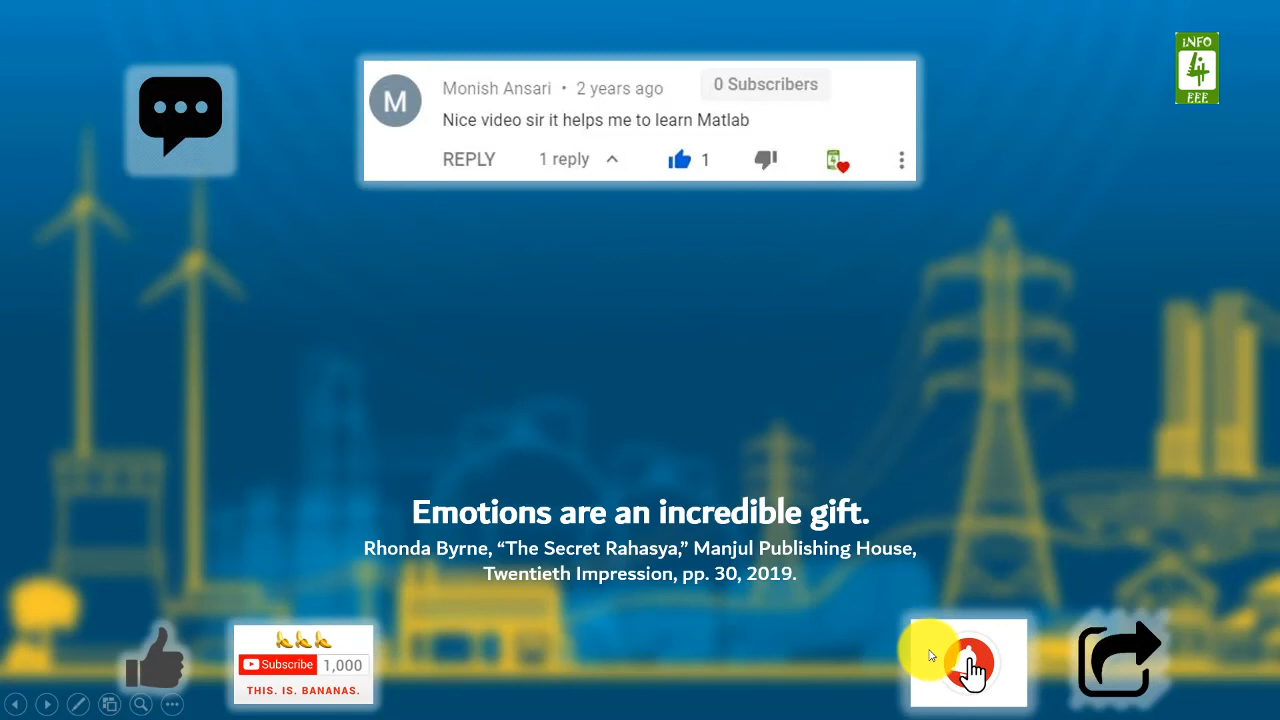 INFO
4
EEE
M
Monish Ansari • 2 years ago
0 Subscribers
Nice video sir it helps me to learn Matlab
REPLY 1 reply 1
Emotions are an incredible gift.
Rhonda Byrne, “The Secret Rahasya,” Manjul Publishing House,
Twentieth Impression, pp. 30, 2019.
Subscribe 1,000
THIS. IS. BANANAS.